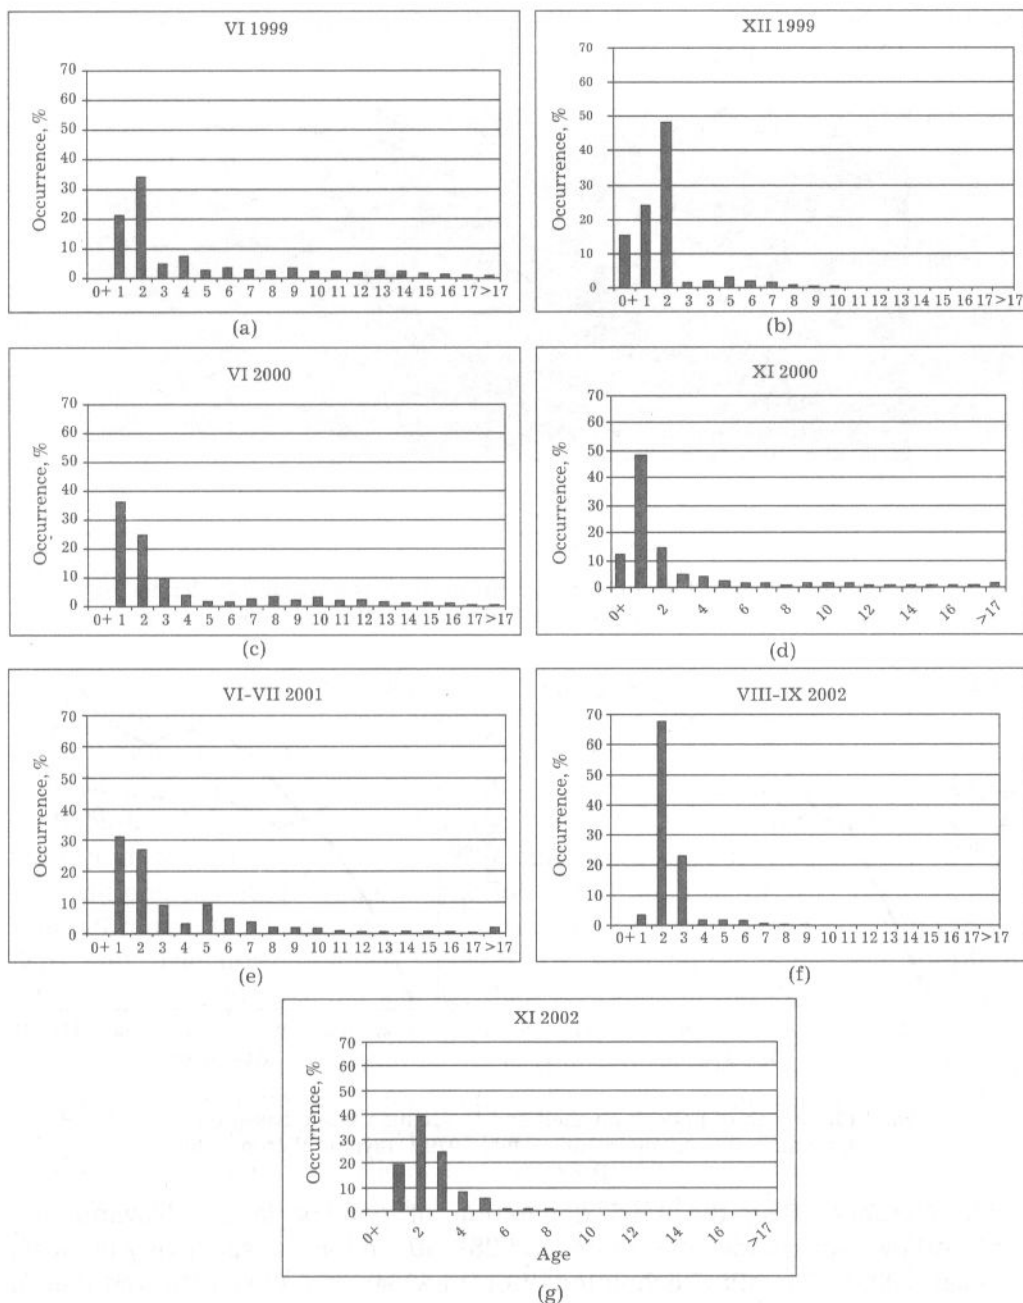 VI 1999
Occurrence, %
70
60
50
40
30
20
10
0
0+ 1 2 3 4 5 6 7 8 9 10 11 12 13 14 15 16 17 >17
(a)
XII 1999
Occurrence, %
70
60
50
40
30
20
10
0
0+ 1 2 3 3 5 6 7 8 9 10 11 12 13 14 15 16 17 >17
(b)
VI 2000
Occurrence, %
70
60
50
40
30
20
10
0
0+ 1 2 3 4 5 6 7 8 9 10 11 12 13 14 15 16 17 >17
(c)
XI 2000
Occurrence, %
70
60
50
40
30
20
10
0
0+ 2 4 6 8 10 12 14 16 >17
(d)
VI–VII 2001
Occurrence, %
70
60
50
40
30
20
10
0
0+ 1 2 3 4 5 6 7 8 9 10 11 12 13 14 15 16 17 >17
(e)
VIII–IX 2002
Occurrence, %
70
60
50
40
30
20
10
0
0+ 1 2 3 4 5 6 7 8 9 10 11 12 13 14 15 16 17 >17
(f)
XI 2002
Occurrence, %
70
60
50
40
30
20
10
0
0+ 2 4 6 8 10 12 14 16 >17
Age
(g)